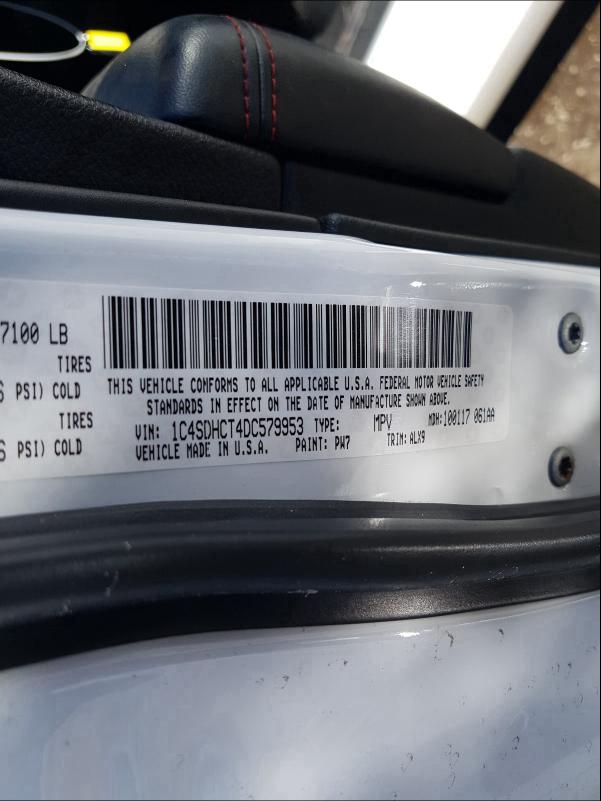 7100 LB
TIRES
PSI) COLD
TIRES
PSI) COLD
THIS VEHICLE CONFORMS TO ALL APPLICABLE U.S.A. FEDERAL MOTOR VEHICLE SAFETY
STANDARDS IN EFFECT ON THE DATE OF MANUFACTURE SHOWN ABOVE.
VIN: 1C4SDHCT4DC579953 TYPE: MPV MDH: 100117 061AA
VEHICLE MADE IN U.S.A. PAINT: PW7 TRIM: ALX9